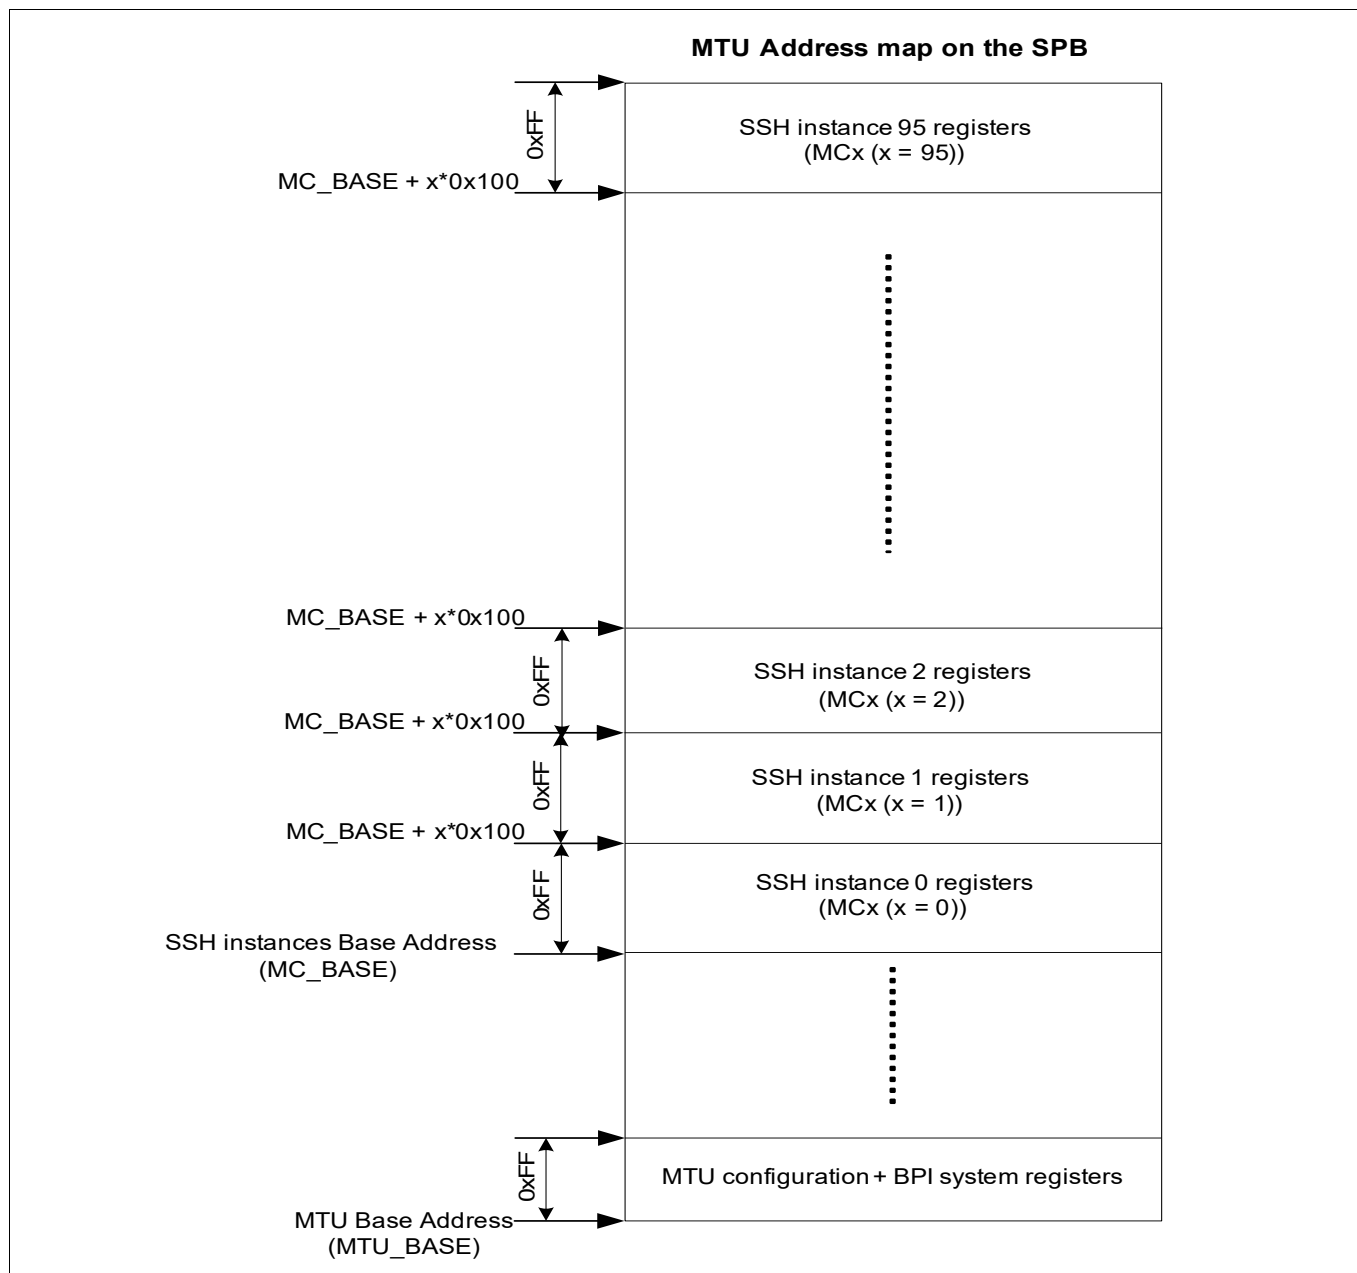 MTU Address map on the SPB
0xFF
SSH instance 95 registers
(MCx (x = 95))
MC_BASE + x*0x100
MC_BASE + x*0x100
0xFF
SSH instance 2 registers
(MCx (x = 2))
MC_BASE + x*0x100
0xFF
SSH instance 1 registers
(MCx (x = 1))
MC_BASE + x*0x100
0xFF
SSH instance 0 registers
(MCx (x = 0))
SSH instances Base Address
(MC_BASE)
0xFF
MTU configuration + BPI system registers
MTU Base Address
(MTU_BASE)